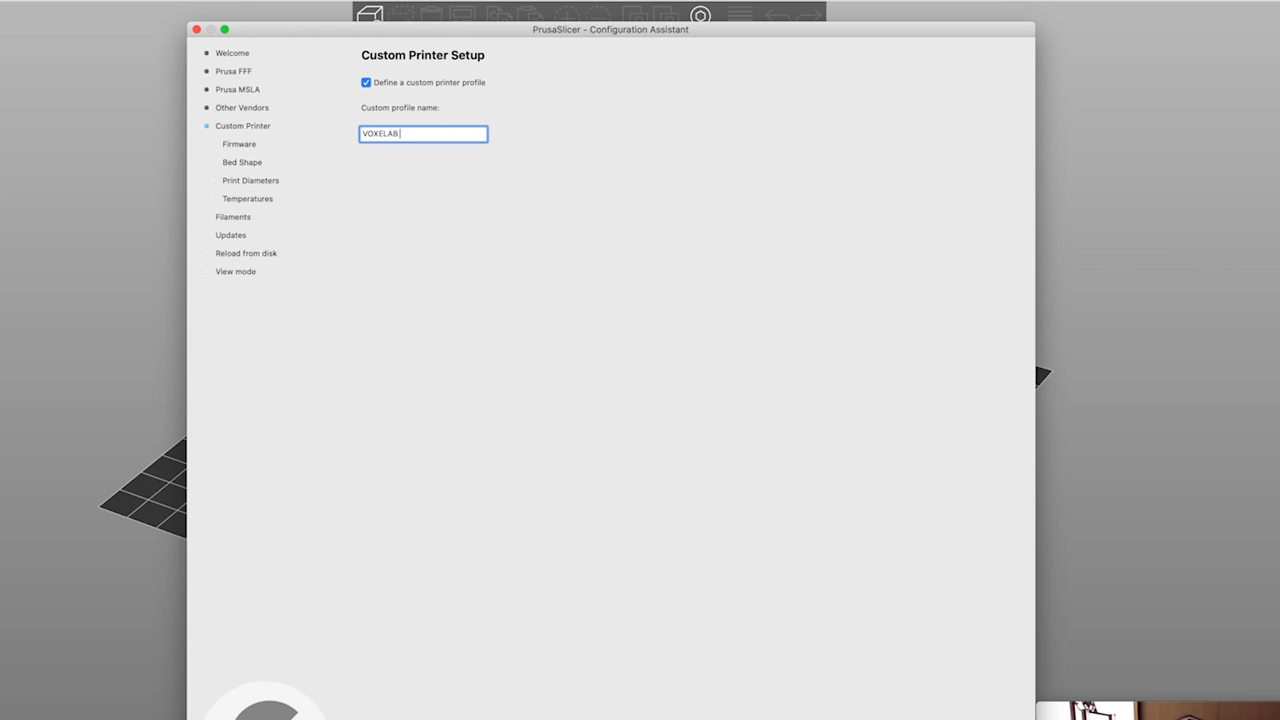 PrusaSlicer - Configuration Assistant
Welcome
Prusa FFF
Prusa MSLA
Other Vendors
Custom Printer
Firmware
Bed Shape
Print Diameters
Temperatures
Filaments
Updates
Reload from disk
View mode
Custom Printer Setup
Define a custom printer profile
Custom profile name:
VOXELAB